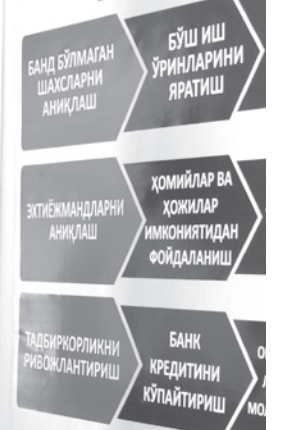 БАНД БЎЛМАГАН
ШАХСЛАРНИ
АНИҚЛАШ
БЎШ ИШ
ЎРИНЛАРИНИ
ЯРАТИШ
ЭҲТИЁЖМАНДЛАРНИ
АНИҚЛАШ
ҲОМИЙЛАР ВА
ҲОЖИЛАР
ИМКОНИЯТИДАН
ФОЙДАЛАНИШ
ТАДБИРКОРЛИКНИ
РИВОЖЛАНТИРИШ
БАНК
КРЕДИТИНИ
КЎПАЙТИРИШ